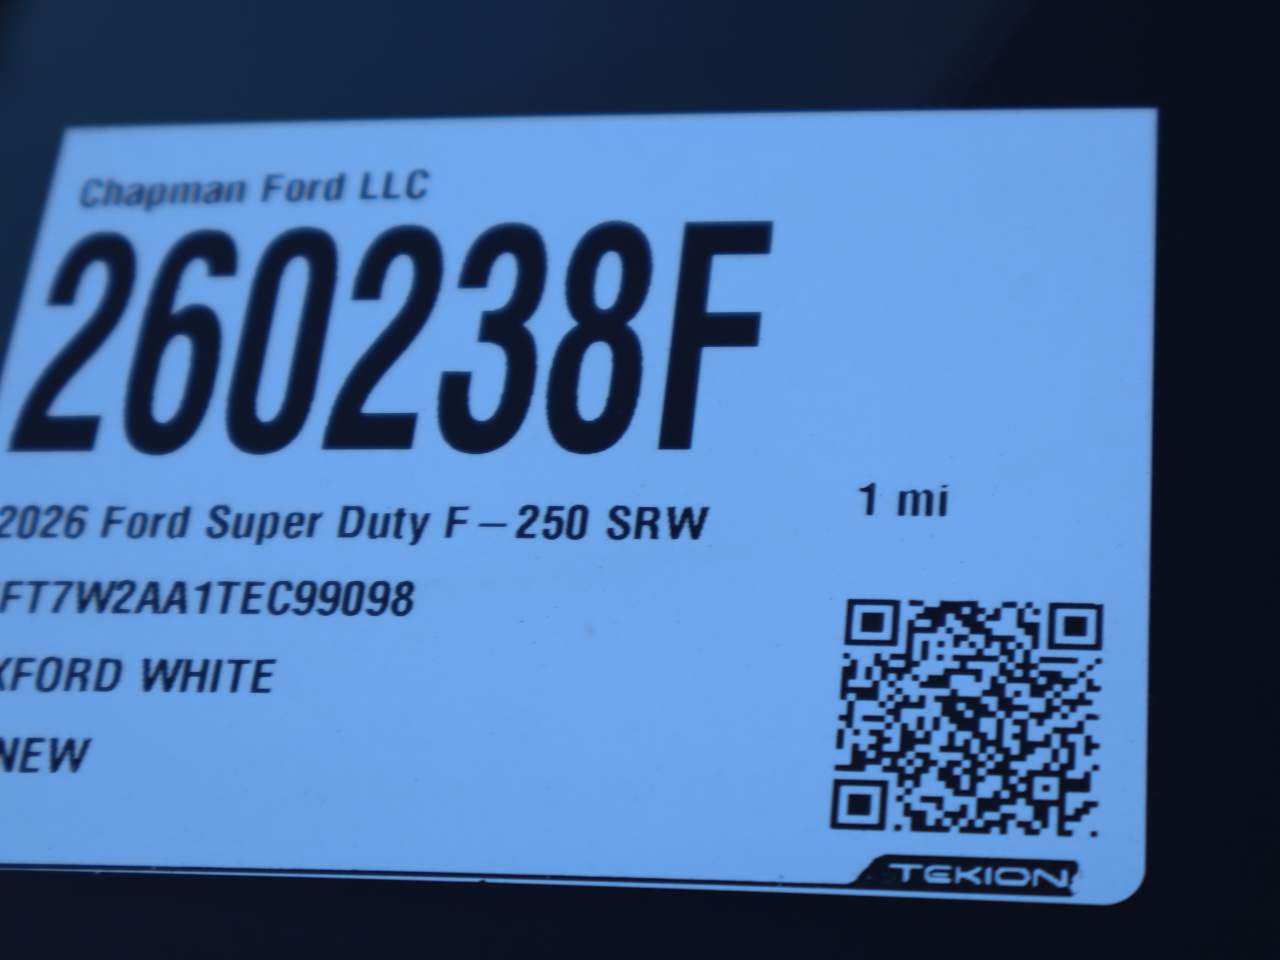 Chapman Ford LLC
260238F
2026 Ford Super Duty F-250 SRW
1 mi
FT7W2AA1TEC99098
XFORD WHITE
NEW
TEKION